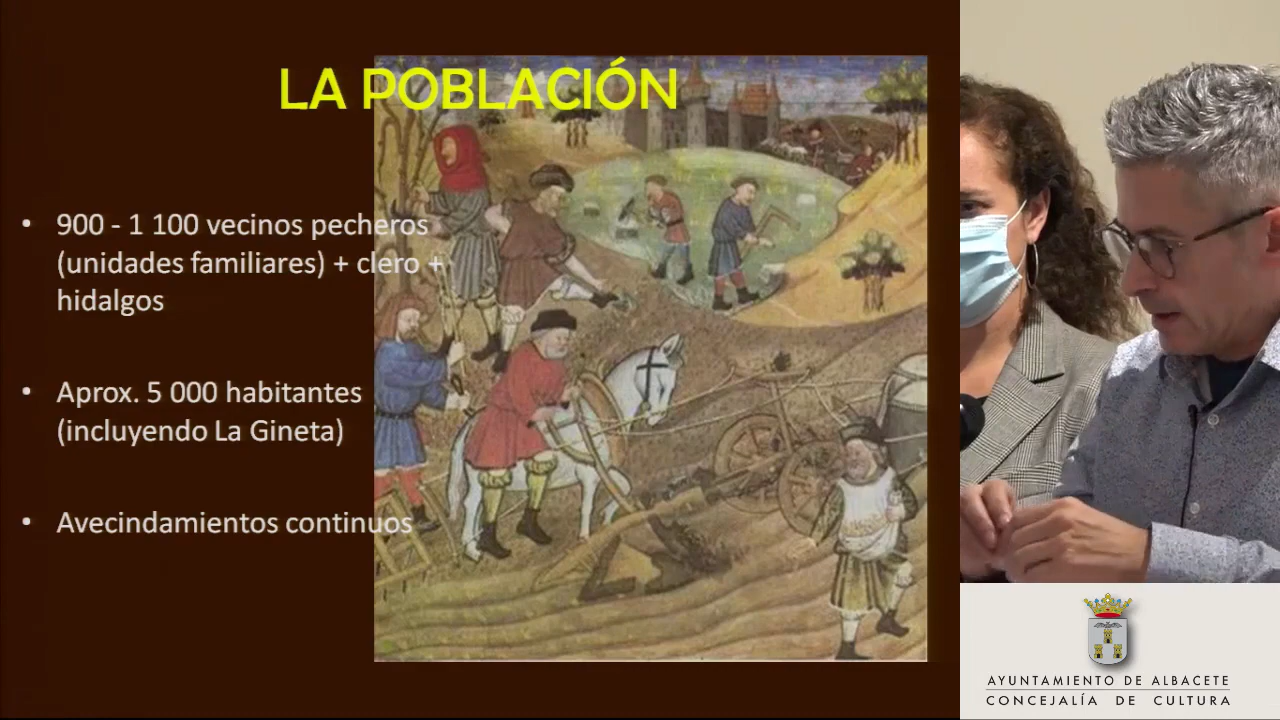 LA POBLACIÓN
• 900 - 1 100 vecinos pecheros
(unidades familiares) + clero +
hidalgos
• Aprox. 5 000 habitantes
(incluyendo La Gineta)
• Avecindamientos continuos
AYUNTAMIENTO DE ALBACETE
CONCEJALÍA DE CULTURA